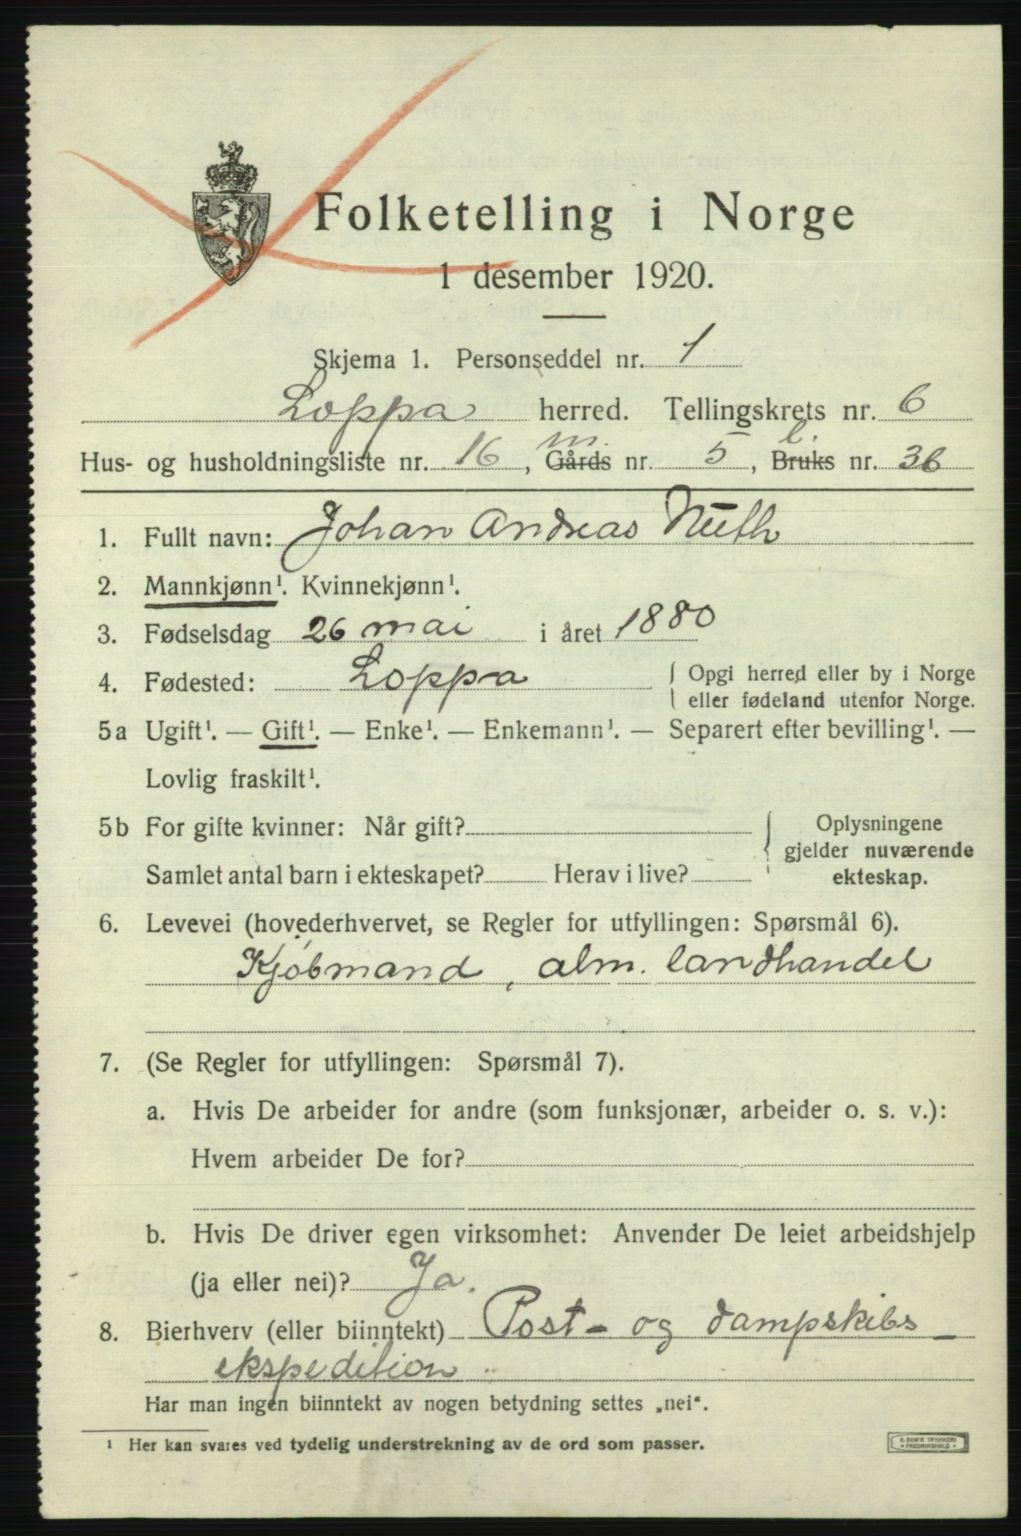 Folketelling i Norge
1 desember 1920.
Skjema 1. Personseddel nr. 1
Loppa herred. Tellingskrets nr. 6
Hus- og husholdningsliste nr. 16, Gårds m. nr. 5, Bruks l. nr. 36
1. Fullt navn: Johan Andreas Nüth
2. Mannkjønn¹. Kvinnekjønn¹.
3. Fødselsdag 26 mai i året 1880
4. Fødested: Loppa { Opgi herred eller by i Norge
eller fødeland utenfor Norge.
5a Ugift¹. — Gift¹. — Enke¹. — Enkemann¹. — Separert efter bevilling¹. —
Lovlig fraskilt¹.
5b For gifte kvinner: Når gift? { Oplysningene
gjelder nuværende
Samlet antal barn i ekteskapet? Herav i live? ekteskap.
6. Levevei (hovederhvervet, se Regler for utfyllingen: Spørsmål 6).
Kjøbmand, alm. landhandel
7. (Se Regler for utfyllingen: Spørsmål 7).
a. Hvis De arbeider for andre (som funksjonær, arbeider o. s. v.):
Hvem arbeider De for?
b. Hvis De driver egen virksomhet: Anvender De leiet arbeidshjelp
(ja eller nei)? Ja.
8. Bierhverv (eller biinntekt) Post- og dampskibs-
ekspedition
Har man ingen biinntekt av nogen betydning settes „nei“.
¹ Her kan svares ved tydelig understrekning av de ord som passer.